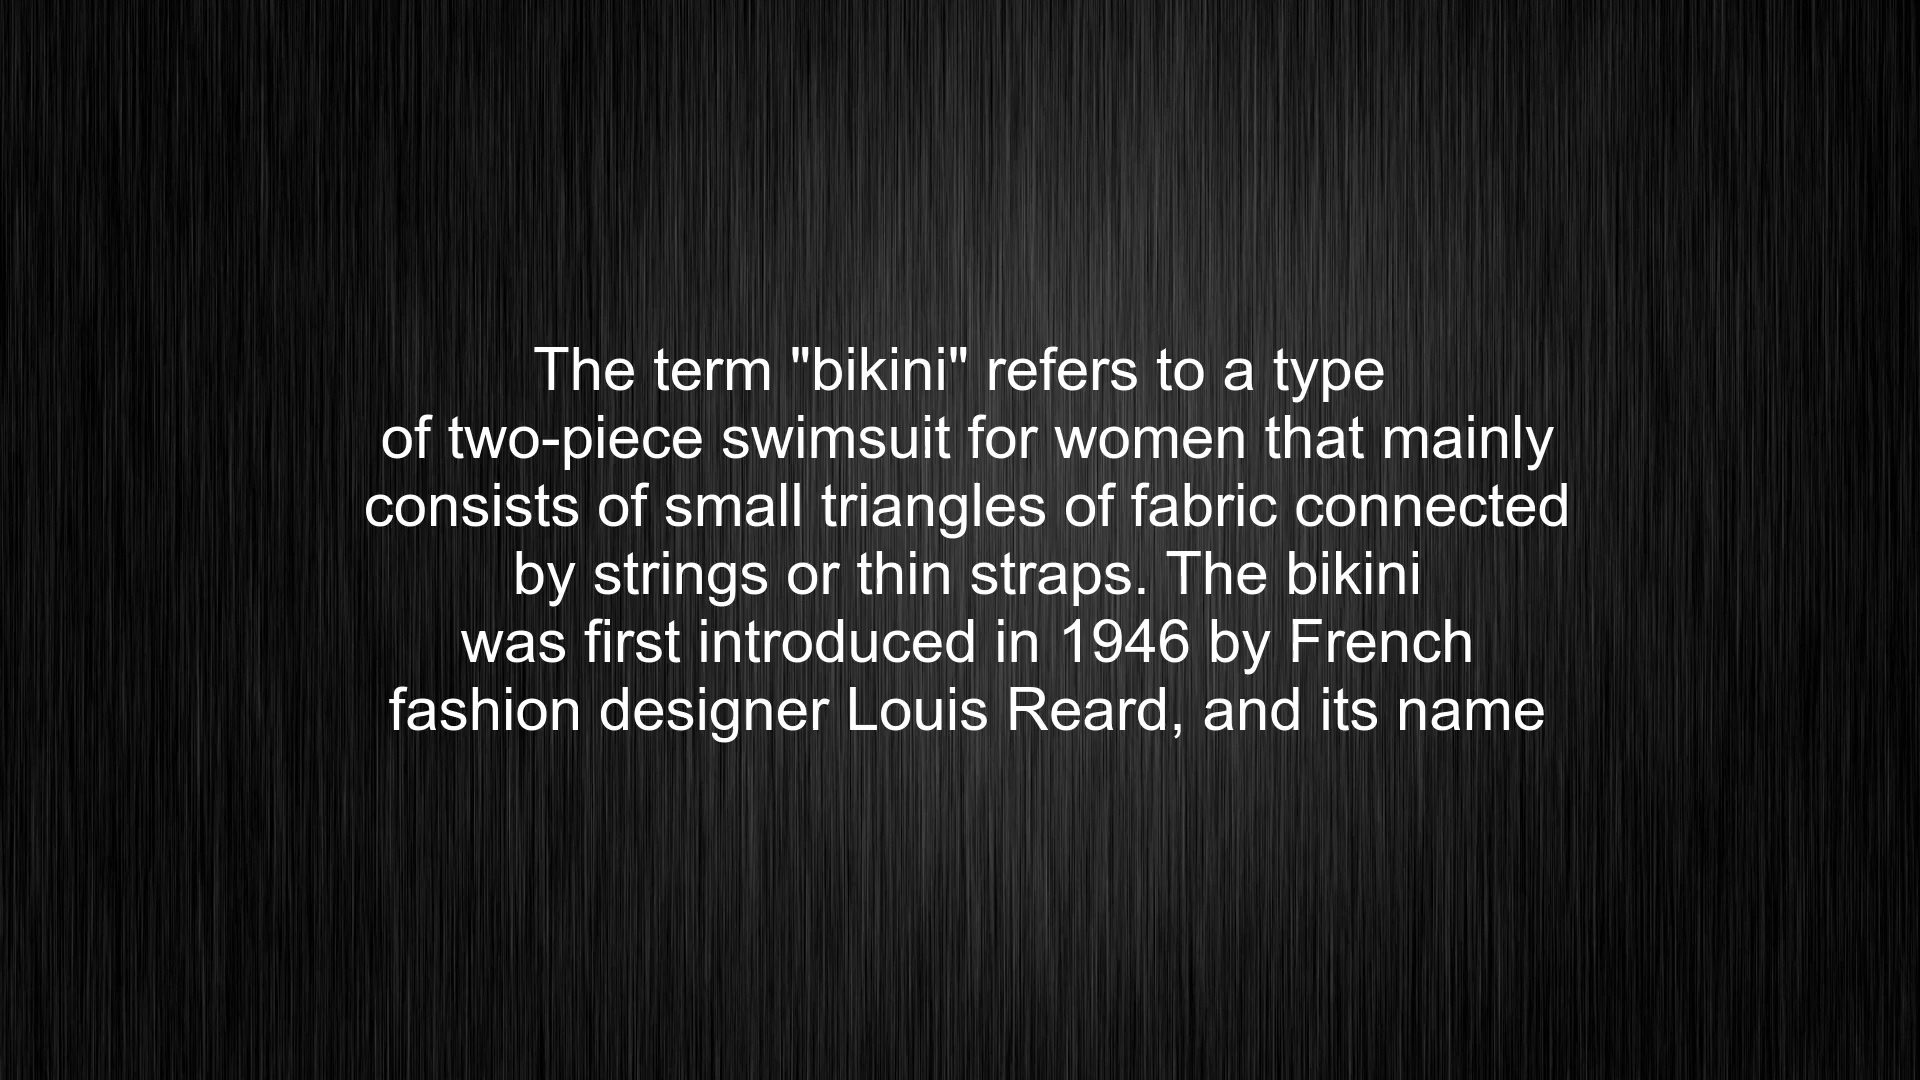 The term "bikini" refers to a type
of two-piece swimsuit for women that mainly
consists of small triangles of fabric connected
by strings or thin straps. The bikini
was first introduced in 1946 by French
fashion designer Louis Reard, and its name